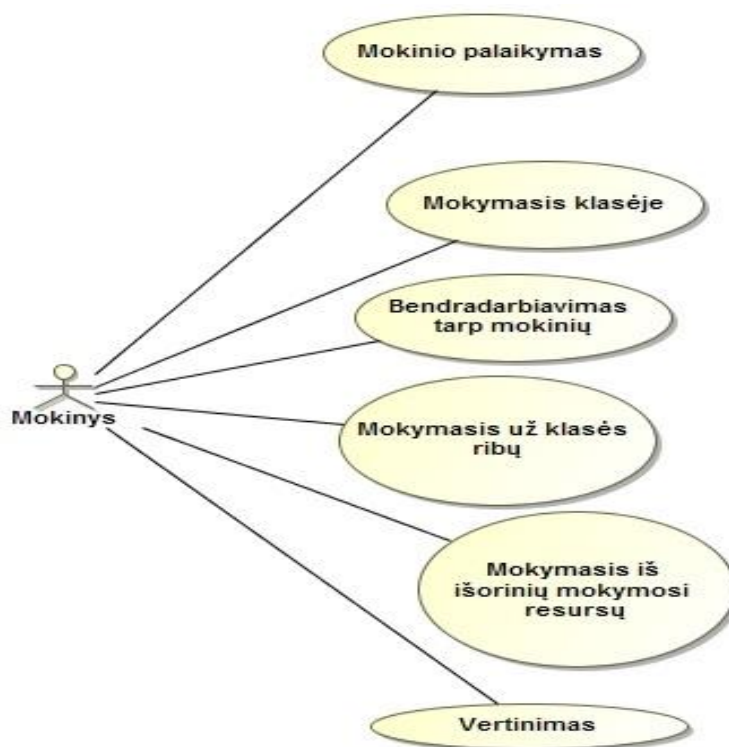 Mokinio palaikymas
Mokymasis klasėje
Bendradarbiavimas
tarp mokinių
Mokinys
Mokymasis už klasės
ribų
Mokymasis iš
išorinių mokymosi
resursų
Vertinimas